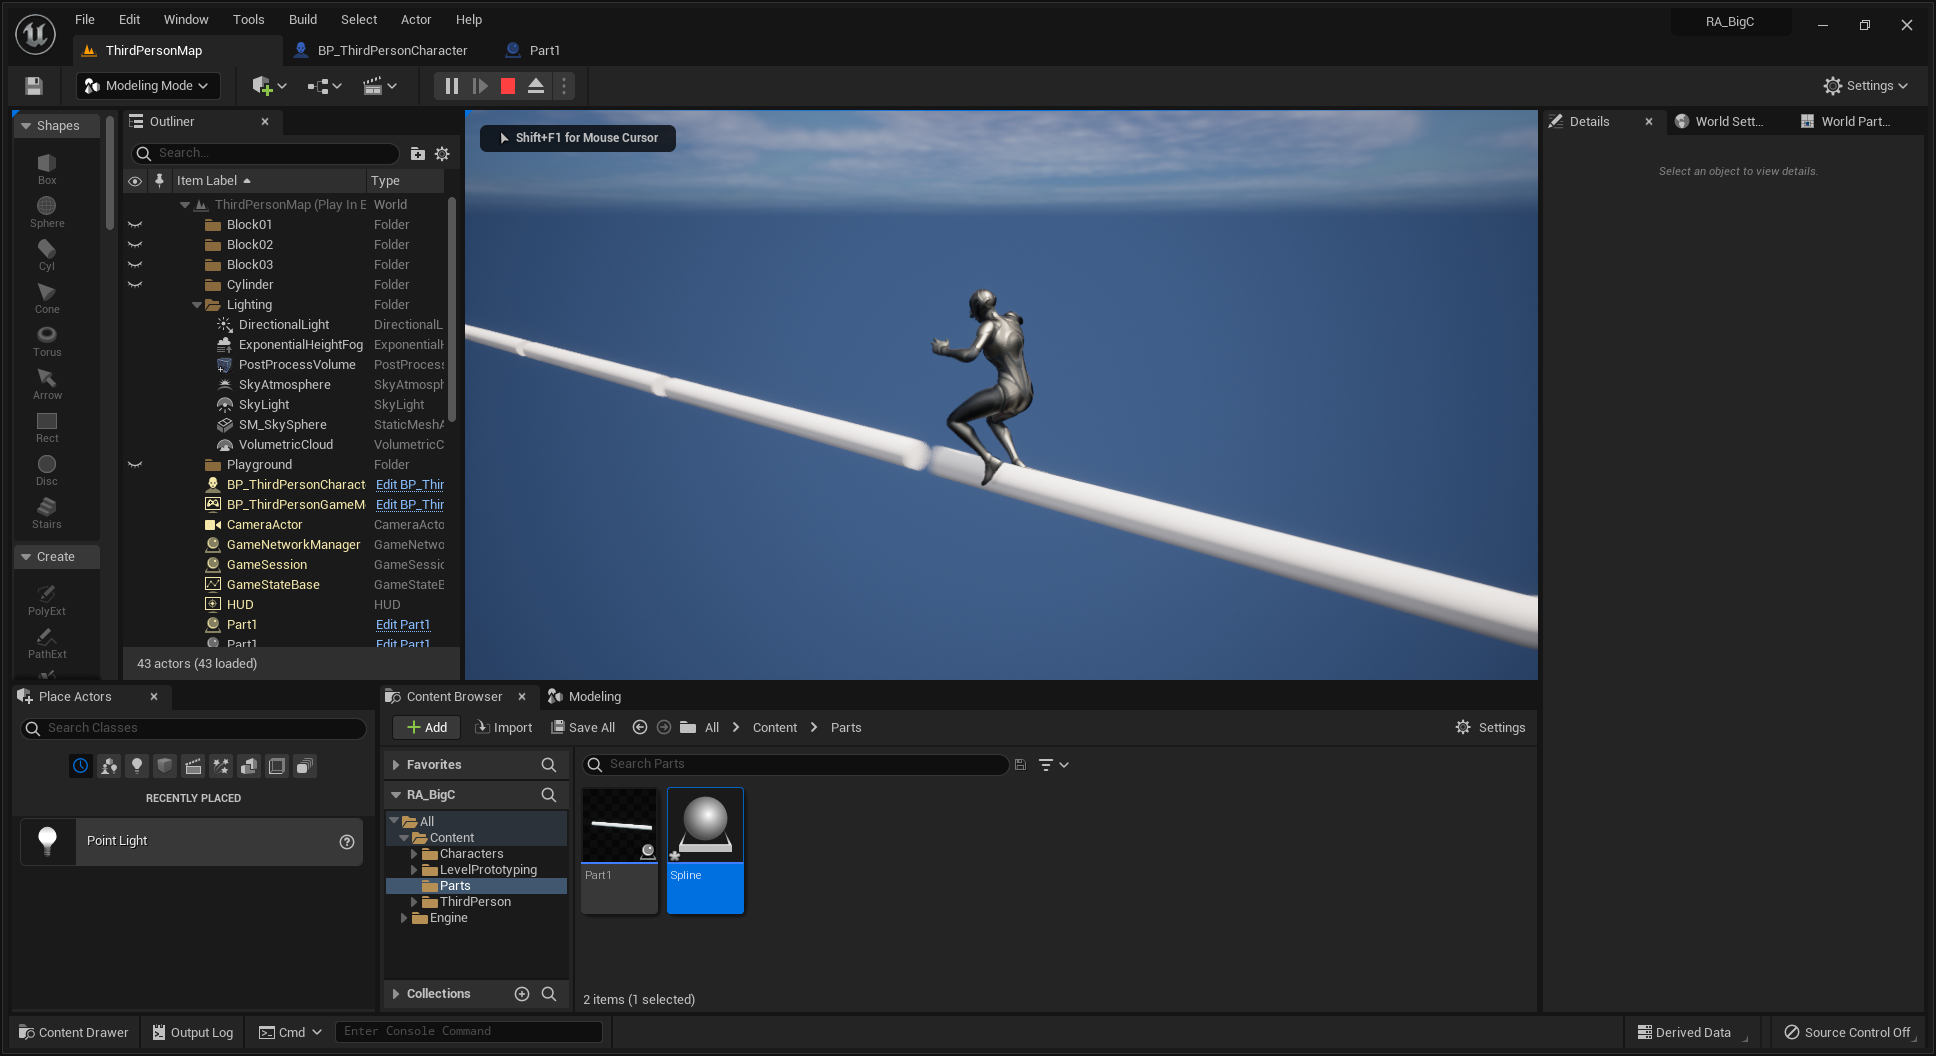 File Edit Window Tools Build Select Actor Help
RA_BigC
ThirdPersonMap
BP_ThirdPersonCharacter
Part1
Modeling Mode
Settings
Shapes
Box
Sphere
Cyl
Cone
Torus
Arrow
Rect
Disc
Stairs
Create
PolyExt
PathExt
Outliner
Search...
Item Label Type
ThirdPersonMap (Play In E World
Block01 Folder
Block02 Folder
Block03 Folder
Cylinder Folder
Lighting Folder
DirectionalLight DirectionalL
ExponentialHeightFog Exponential
PostProcessVolume PostProcess
SkyAtmosphere SkyAtmosph
SkyLight SkyLight
SM_SkySphere StaticMeshA
VolumetricCloud VolumetricC
Playground Folder
BP_ThirdPersonCharact Edit BP_Thir
BP_ThirdPersonGameM Edit BP_Thir
CameraActor CameraActo
GameNetworkManager GameNetwo
GameSession GameSessic
GameStateBase GameStateB
HUD HUD
Part1 Edit Part1
Part1 Edit Part1
43 actors (43 loaded)
Shift+F1 for Mouse Cursor
Details
World Sett...
World Part...
Select an object to view details.
Place Actors
Search Classes
RECENTLY PLACED
Point Light
Content Browser
Modeling
Add
Import
Save All
All
Content
Parts
Settings
Favorites
RA_BigC
All
Content
Characters
LevelPrototyping
Parts
ThirdPerson
Engine
Collections
Search Parts
Part1
Spline
2 items (1 selected)
Content Drawer
Output Log
Cmd
Enter Console Command
Derived Data
Source Control Off